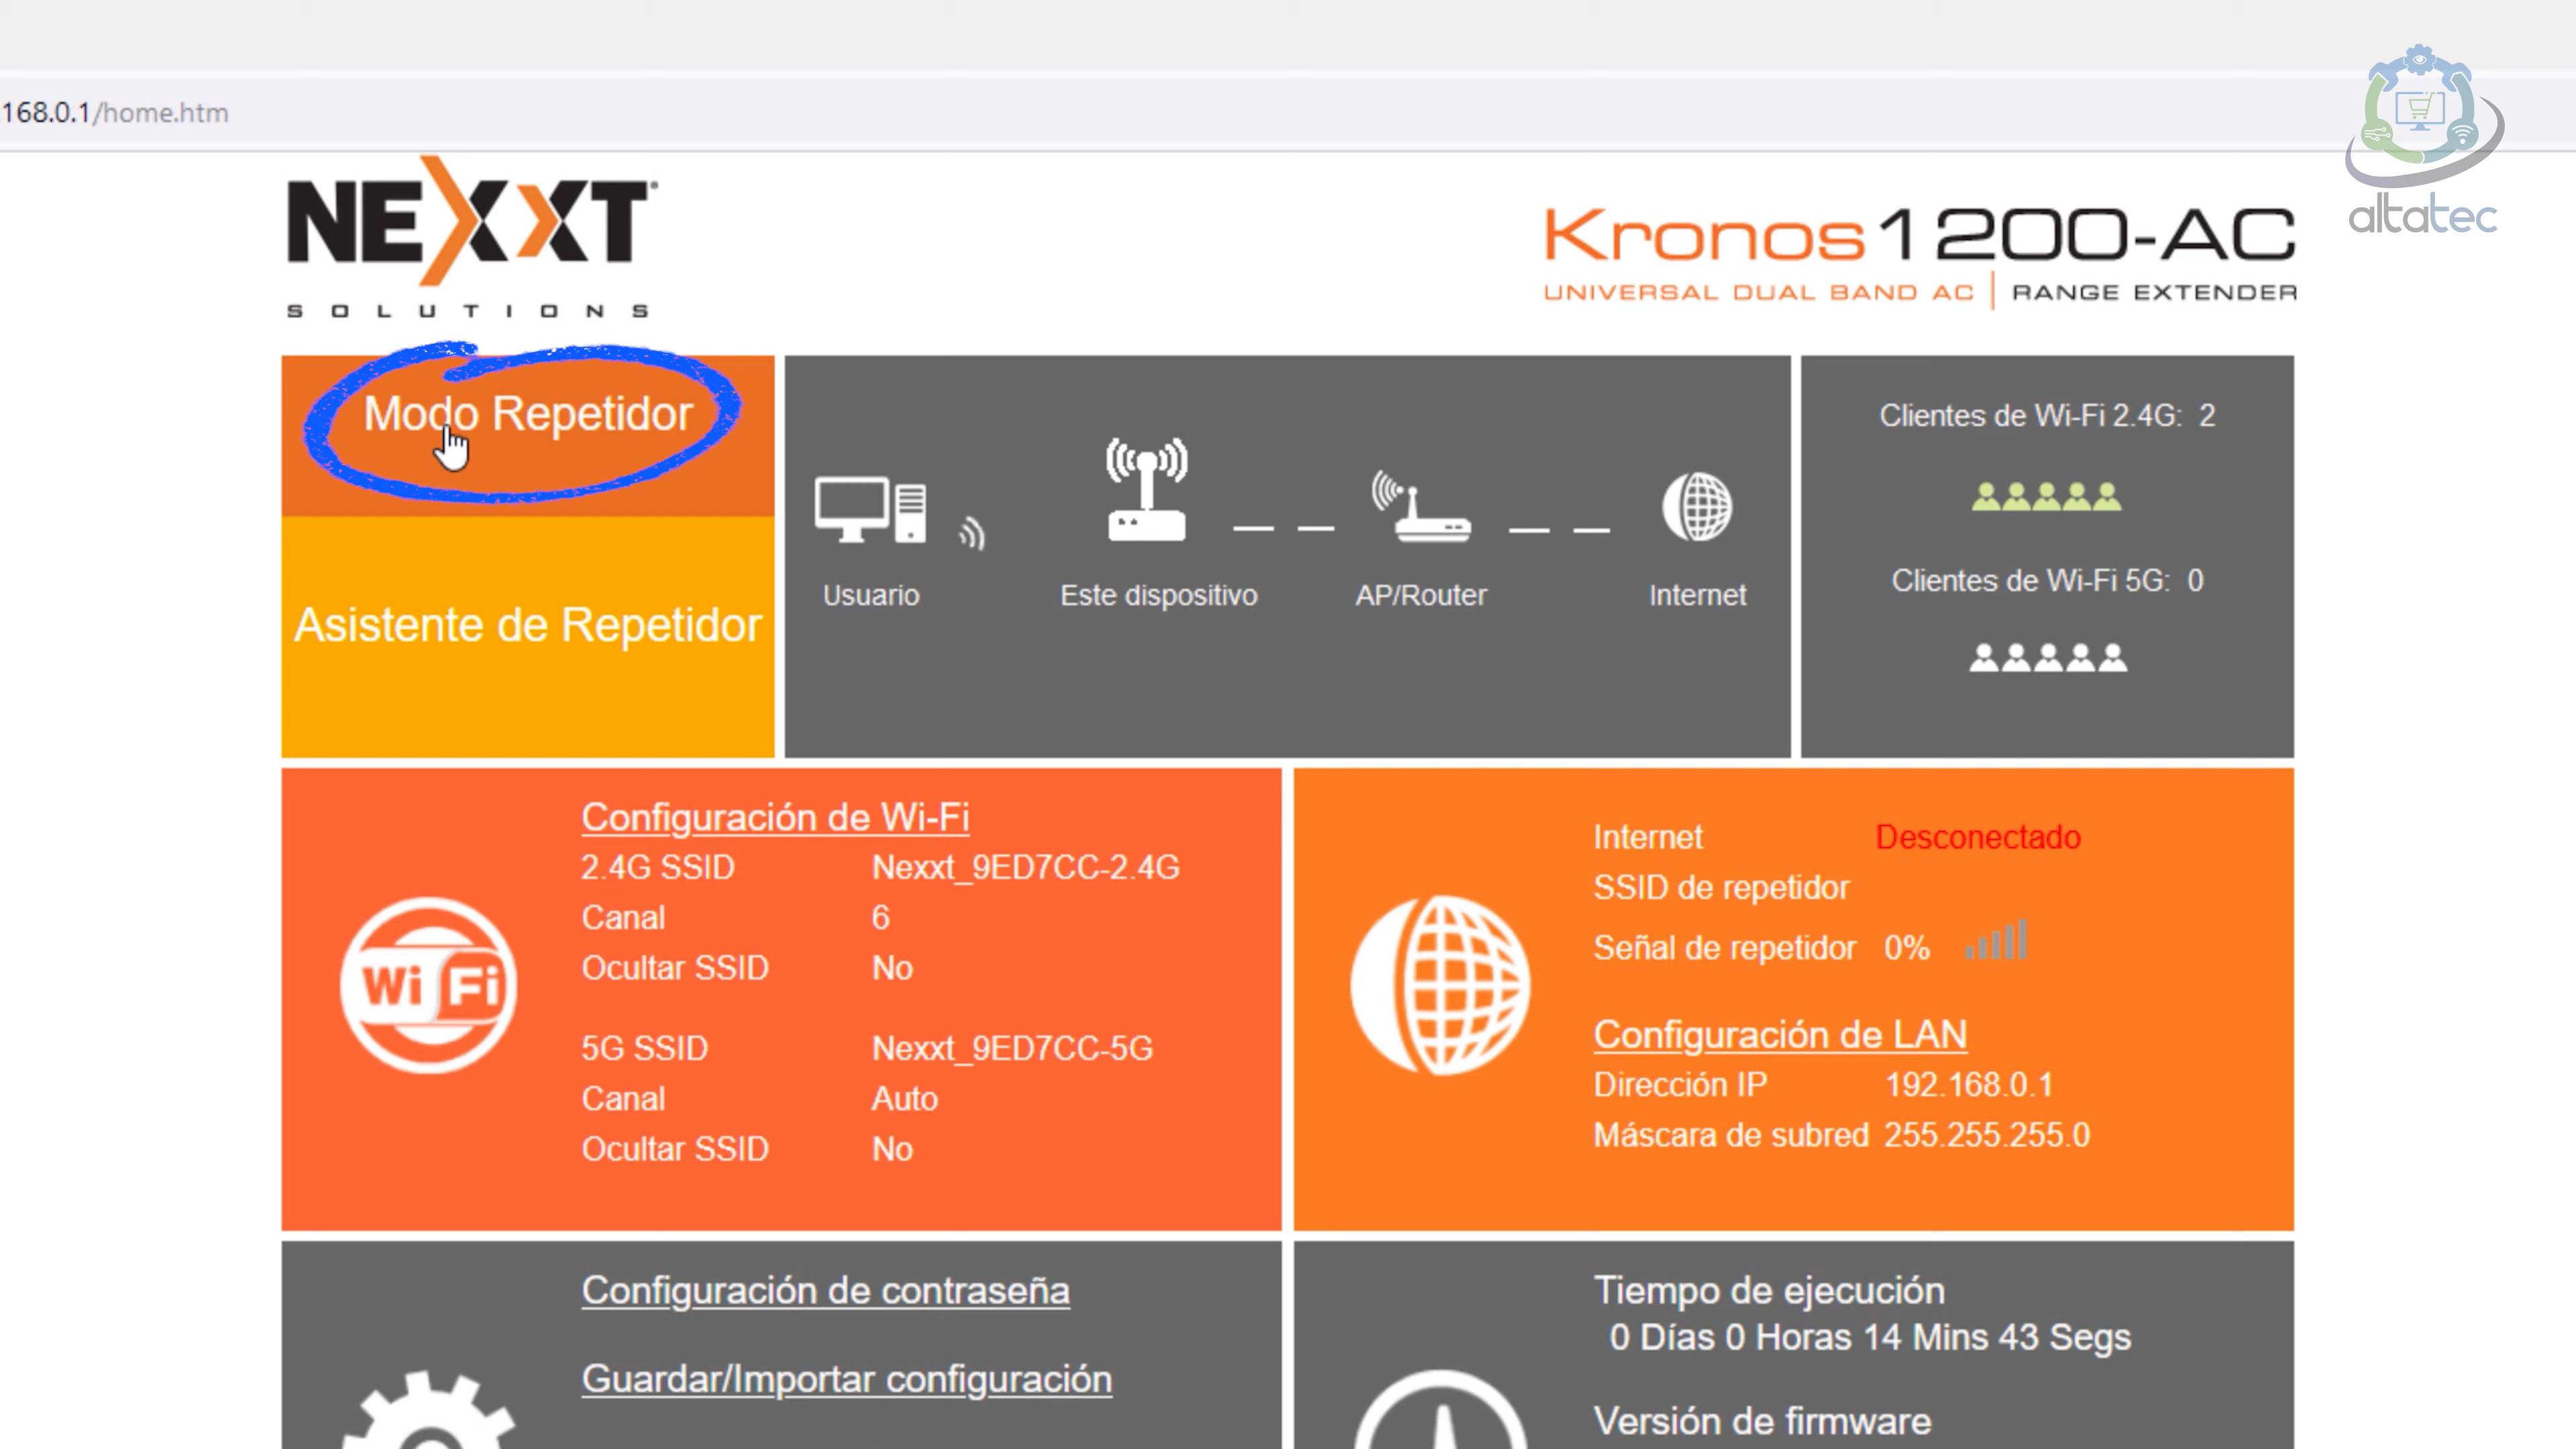 168.0.1/home.htm
altatec
NEXXT
SOLUTIONS
Kronos1200-AC
UNIVERSAL DUAL BAND AC | RANGE EXTENDER
Modo Repetidor
Asistente de Repetidor
Usuario
Este dispositivo
AP/Router
Internet
Clientes de Wi-Fi 2.4G: 2
Clientes de Wi-Fi 5G: 0
Wi Fi
Configuración de Wi-Fi
2.4G SSID Nexxt_9ED7CC-2.4G
Canal 6
Ocultar SSID No
5G SSID Nexxt_9ED7CC-5G
Canal Auto
Ocultar SSID No
Internet Desconectado
SSID de repetidor
Señal de repetidor 0%
Configuración de LAN
Dirección IP 192.168.0.1
Máscara de subred 255.255.255.0
Configuración de contraseña
Guardar/Importar configuración
Tiempo de ejecución
0 Días 0 Horas 14 Mins 43 Segs
Versión de firmware